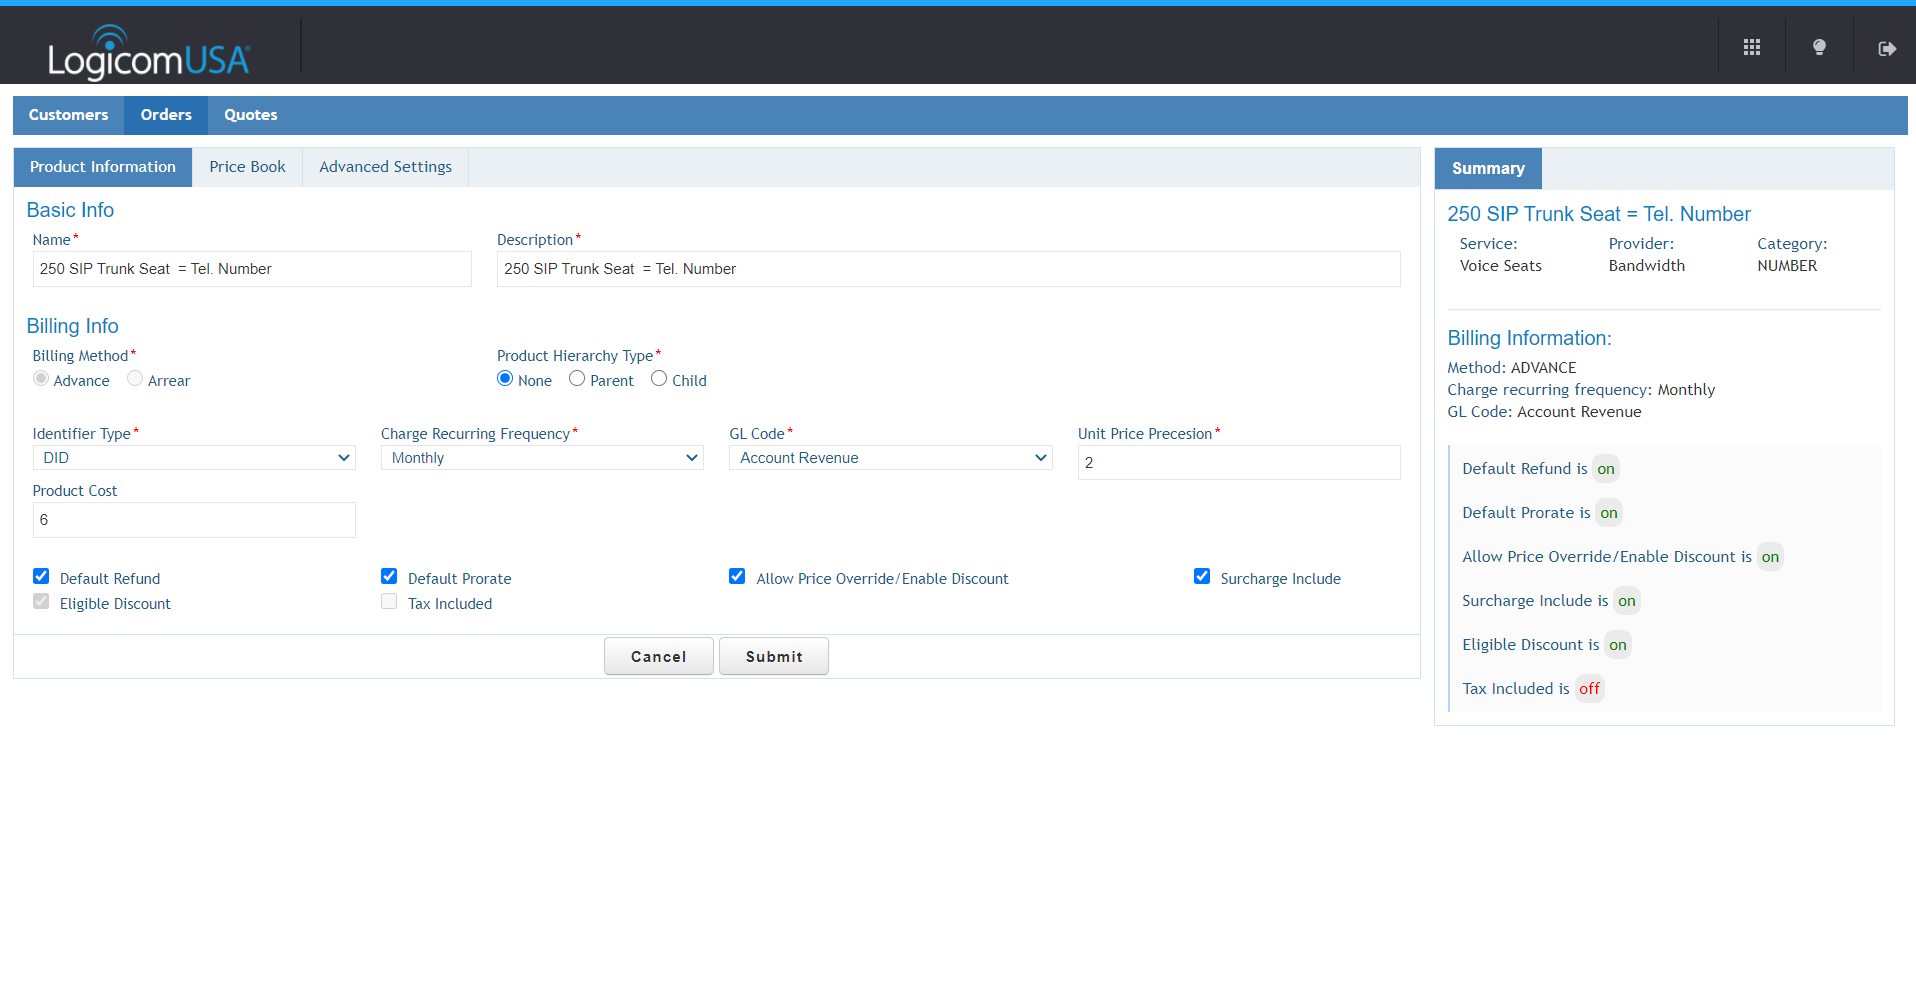 LogicomUSA
Customers Orders Quotes
Product Information Price Book Advanced Settings
Basic Info
Name* Description*
250 SIP Trunk Seat  = Tel. Number 250 SIP Trunk Seat  = Tel. Number
Billing Info
Billing Method* Product Hierarchy Type*
Advance Arrear None Parent Child
Identifier Type* Charge Recurring Frequency* GL Code* Unit Price Precesion*
DID Monthly Account Revenue 2
Product Cost
6
Default Refund Default Prorate Allow Price Override/Enable Discount Surcharge Include
Eligible Discount Tax Included
Cancel Submit
Summary
250 SIP Trunk Seat = Tel. Number
Service: Provider: Category:
Voice Seats Bandwidth NUMBER
Billing Information:
Method: ADVANCE
Charge recurring frequency: Monthly
GL Code: Account Revenue
Default Refund is on
Default Prorate is on
Allow Price Override/Enable Discount is on
Surcharge Include is on
Eligible Discount is on
Tax Included is off